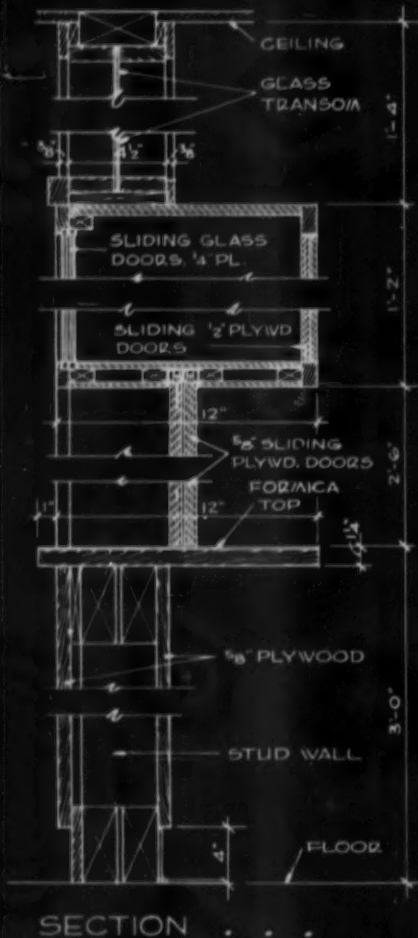 CEILING
GLASS
TRANSOM
1'-4"
5/8"
4 1/2"
3/8"
SLIDING GLASS
DOORS, 1/4" PL.
1'-2"
SLIDING 1/2" PLYWD
DOORS
12"
5/8" SLIDING
PLYWD. DOORS
2'-6"
FORMICA
TOP
1"
12"
1 1/4"
5/8" PLYWOOD
3'-0"
STUD WALL
4"
FLOOR
SECTION . . .